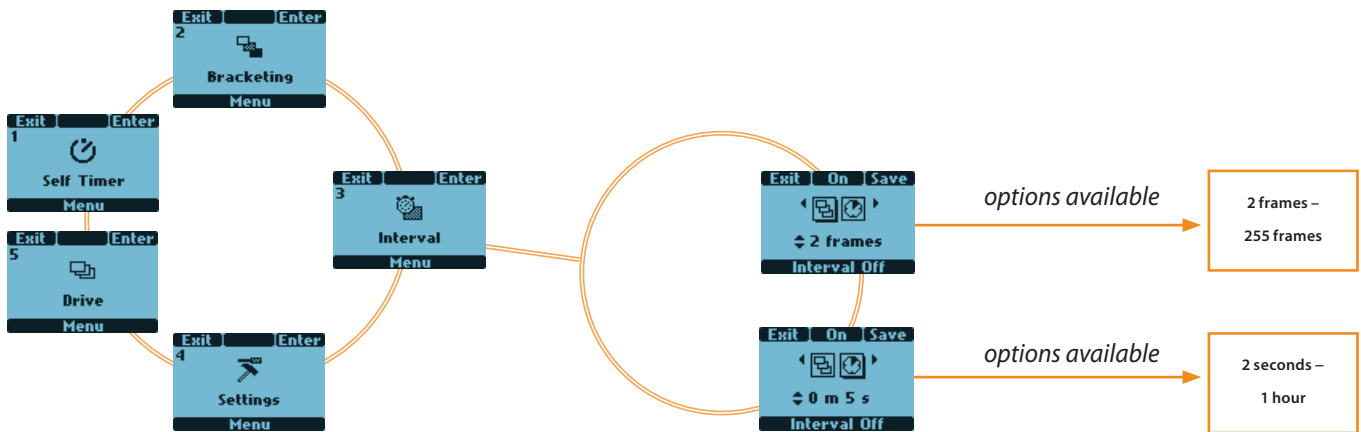 Exit Enter
2
Bracketing
Menu
Exit Enter
1
Self Timer
Menu
Exit Enter
3
Interval
Menu
Exit Enter
5
Drive
Menu
Exit Enter
4
Settings
Menu
Exit On Save
2 frames
Interval Off
options available
2 frames –
255 frames
Exit On Save
0 m 5 s
Interval Off
options available
2 seconds –
1 hour